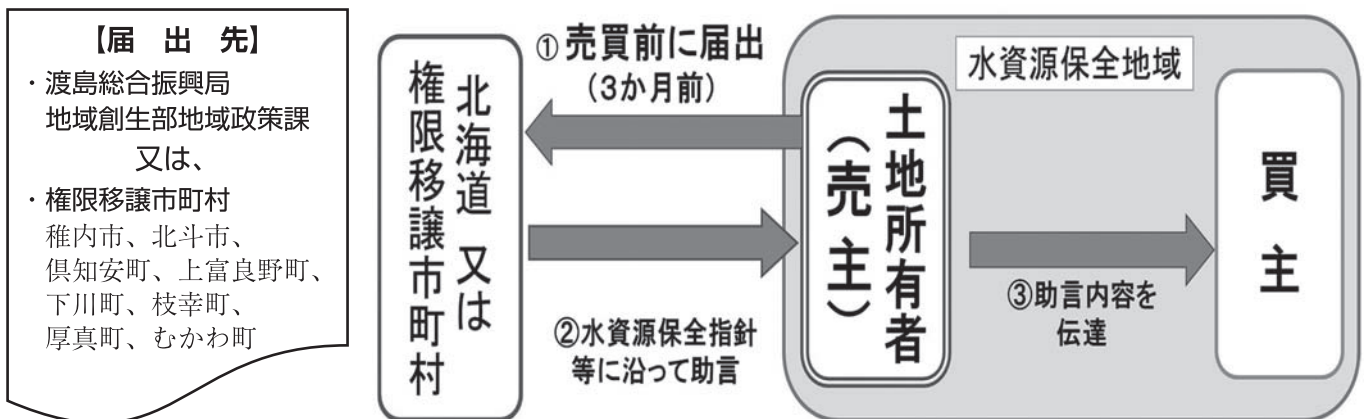 【届　出　先】
・渡島総合振興局
地域創生部地域政策課
又は、
・権限移譲市町村
稚内市、北斗市、
倶知安町、上富良野町、
下川町、枝幸町、
厚真町、むかわ町
北海道 又は
権限移譲市町村
①売買前に届出
（3か月前）
②水資源保全指針
等に沿って助言
水資源保全地域
土地所有者
（売主）
③助言内容を
伝達
買主